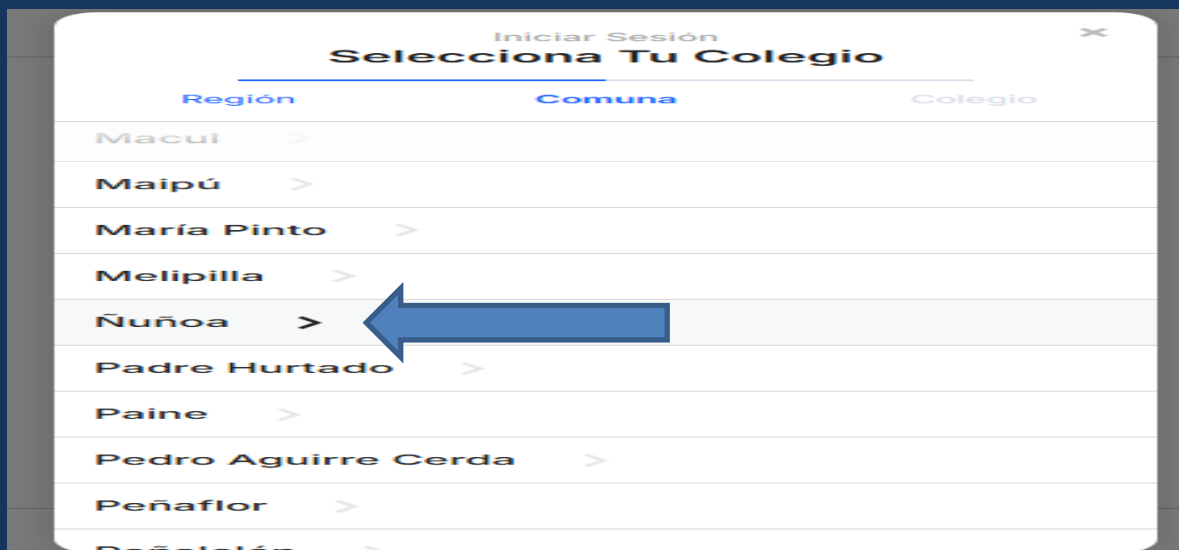 Iniciar Sesión
Selecciona Tu Colegio
Región Comuna Colegio
Macul >
Maipú >
María Pinto >
Melipilla >
Ñuñoa >
Padre Hurtado >
Paine >
Pedro Aguirre Cerda >
Peñaflor >
Peñalolén